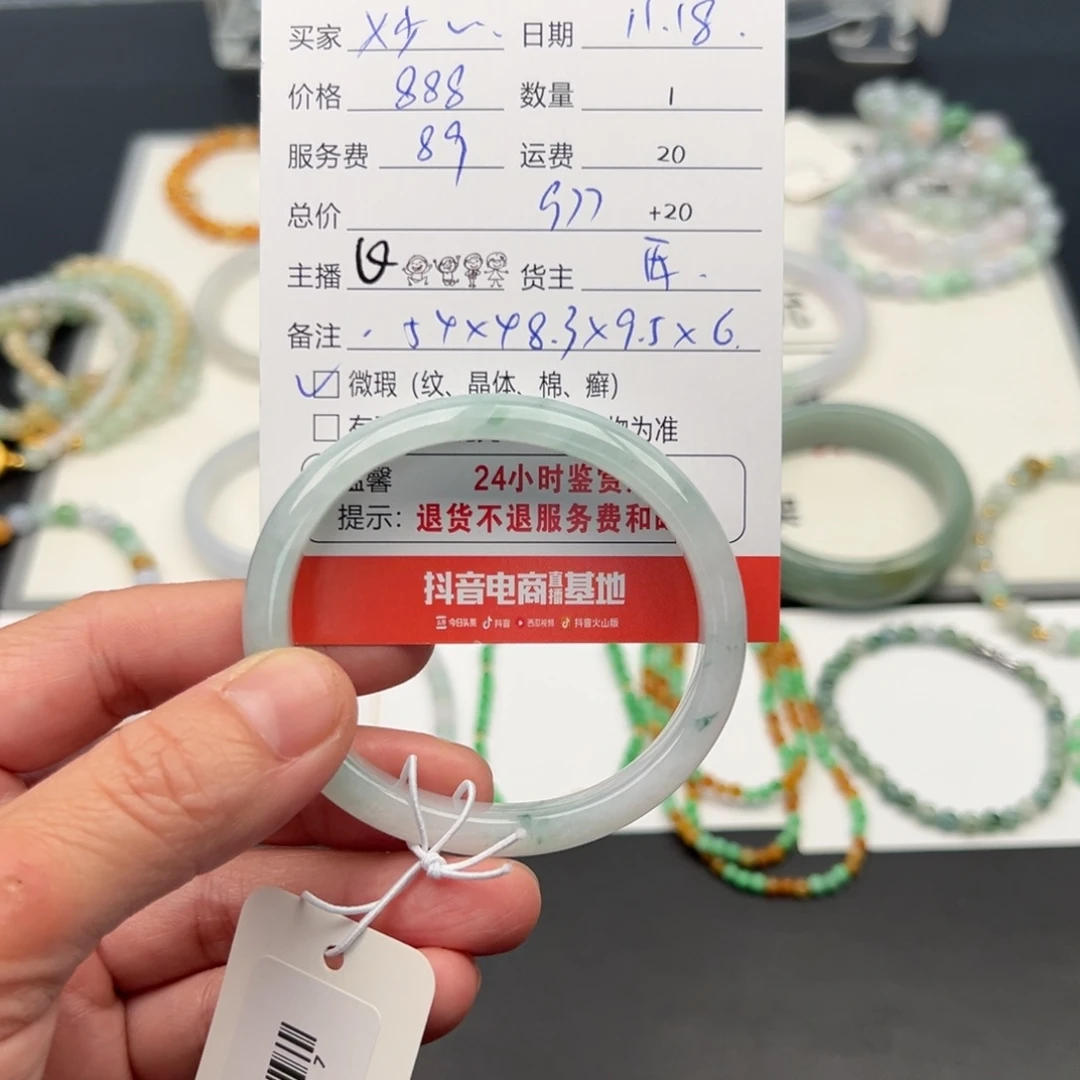 买家 日期 11.18.
价格 888 数量 1
服务费 89 运费 20
总价 977 +20
主播 货主
备注 54×48.3×9.5×6.
微瑕（纹、晶体、棉、癣）
为准
馨 24小时鉴赏
提示：退货不退服务费和
抖音电商直播基地
今日头条 抖音 西瓜视频 抖音火山版
7